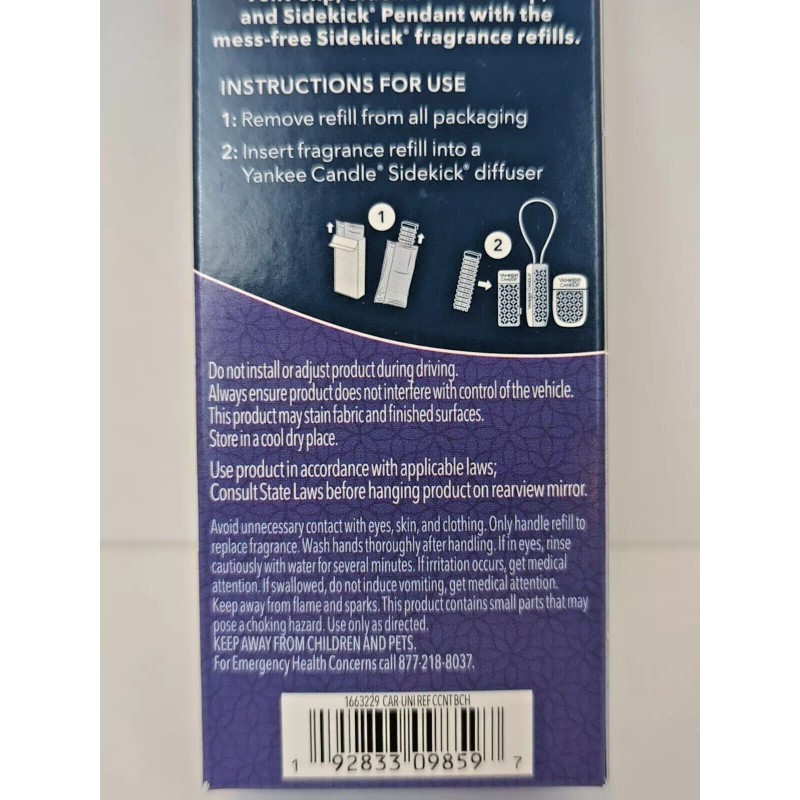 and Sidekick® Pendant with the
mess-free Sidekick® fragrance refills.
INSTRUCTIONS FOR USE
1: Remove refill from all packaging
2: Insert fragrance refill into a
Yankee Candle® Sidekick® diffuser
1
2
YANKEE CANDLE
YANKEE CANDLE
YANKEE CANDLE
Do not install or adjust product during driving.
Always ensure product does not interfere with control of the vehicle.
This product may stain fabric and finished surfaces.
Store in a cool dry place.
Use product in accordance with applicable laws;
Consult State Laws before hanging product on rearview mirror.
Avoid unnecessary contact with eyes, skin, and clothing. Only handle refill to
replace fragrance. Wash hands thoroughly after handling. If in eyes, rinse
cautiously with water for several minutes. If irritation occurs, get medical
attention. If swallowed, do not induce vomiting, get medical attention.
Keep away from flame and sparks. This product contains small parts that may
pose a choking hazard. Use only as directed.
KEEP AWAY FROM CHILDREN AND PETS.
For Emergency Health Concerns call 877-218-8037.
1663229 CAR-UNI REF CCNT BCH
1 92833 09859 7